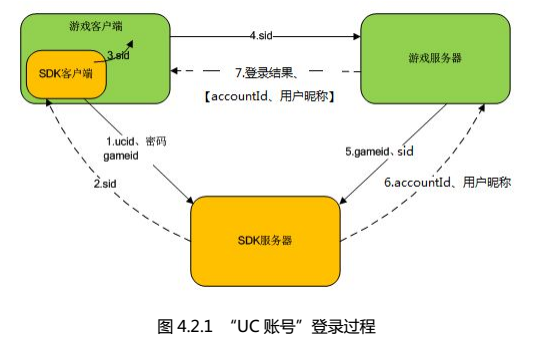 游戏客户端
4.sid
3.sid
SDK客户端
游戏服务器
7.登录结果、
【accountId、用户昵称】
1.ucid、密码
gameid
5.gameid、sid
2.sid
6.accountId、用户昵称
SDK服务器
图 4.2.1 “UC 账号”登录过程